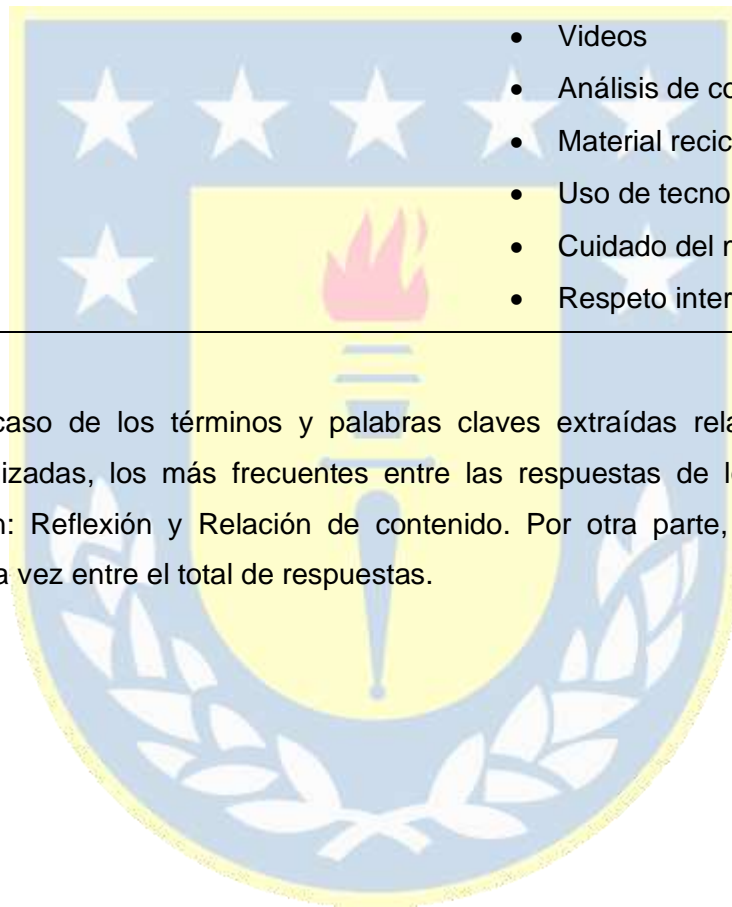 • Videos
• Análisis de
• Material
• Uso de
• Cuidado del
• Respeto
caso de los términos y palabras claves extraídas
los más frecuentes entre las respuestas de
Reflexión y Relación de contenido. Por otra parte,
vez entre el total de respuestas.